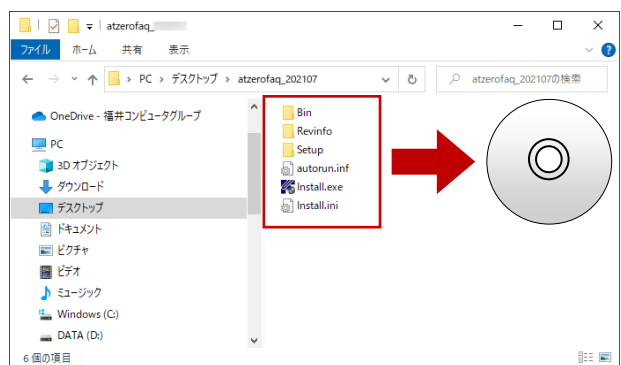 atzerofaq_
ファイル ホーム 共有 表示
PC › デスクトップ › atzerofaq_202107
atzerofaq_202107の検索
OneDrive - 福井コンピュータグループ
PC
3D オブジェクト
ダウンロード
デスクトップ
ドキュメント
ピクチャ
ビデオ
ミュージック
Windows (C:)
DATA (D:)
Bin
Revinfo
Setup
autorun.inf
Install.exe
Install.ini
6 個の項目